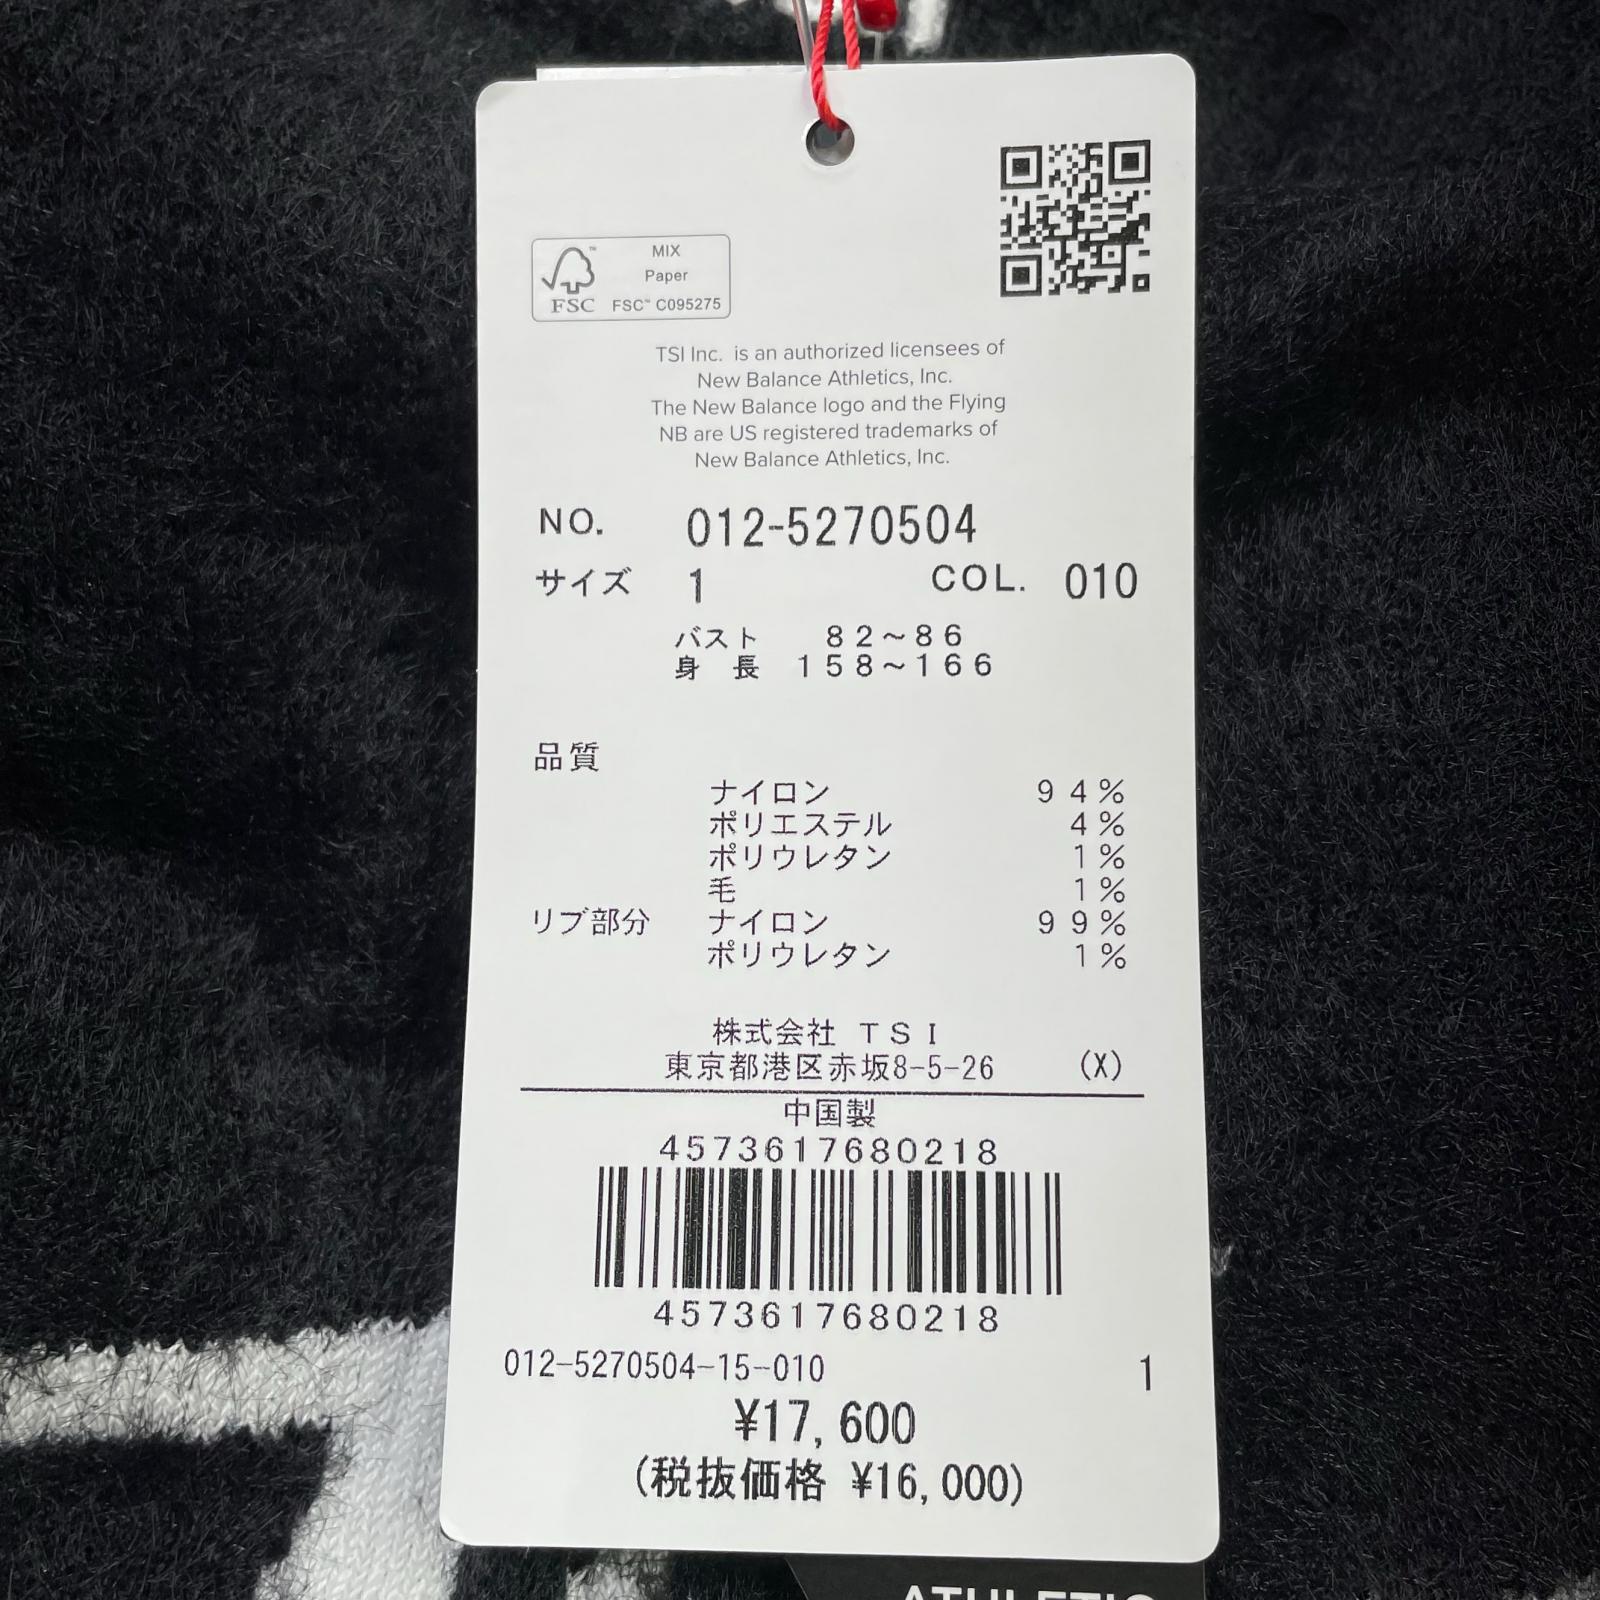 MIX
Paper
FSC™ FSC™ C095275
TSI Inc. is an authorized licensees of
New Balance Athletics, Inc.
The New Balance logo and the Flying
NB are US registered trademarks of
New Balance Athletics, Inc.
NO. 012-5270504
サイズ 1 COL. 010
バスト 82~86
身 長 158~166
品質
ナイロン 94%
ポリエステル 4%
ポリウレタン 1%
毛 1%
リブ部分 ナイロン 99%
ポリウレタン 1%
株式会社 TSI
東京都港区赤坂8-5-26 (X)
中国製
4573617680218
4573617680218
012-5270504-15-010 1
¥17,600
(税抜価格 ¥16,000)